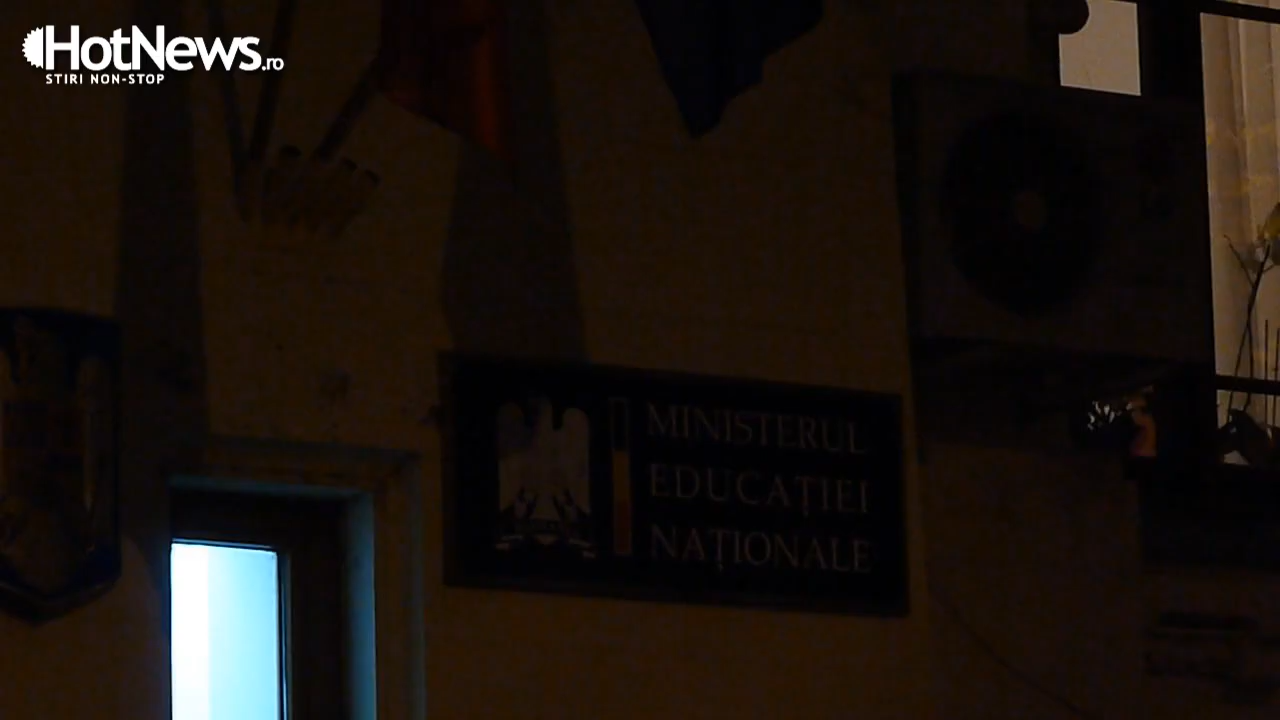 HotNews.ro
STIRI NON-STOP
MINISTERUL
EDUCAȚIEI
NAȚIONALE